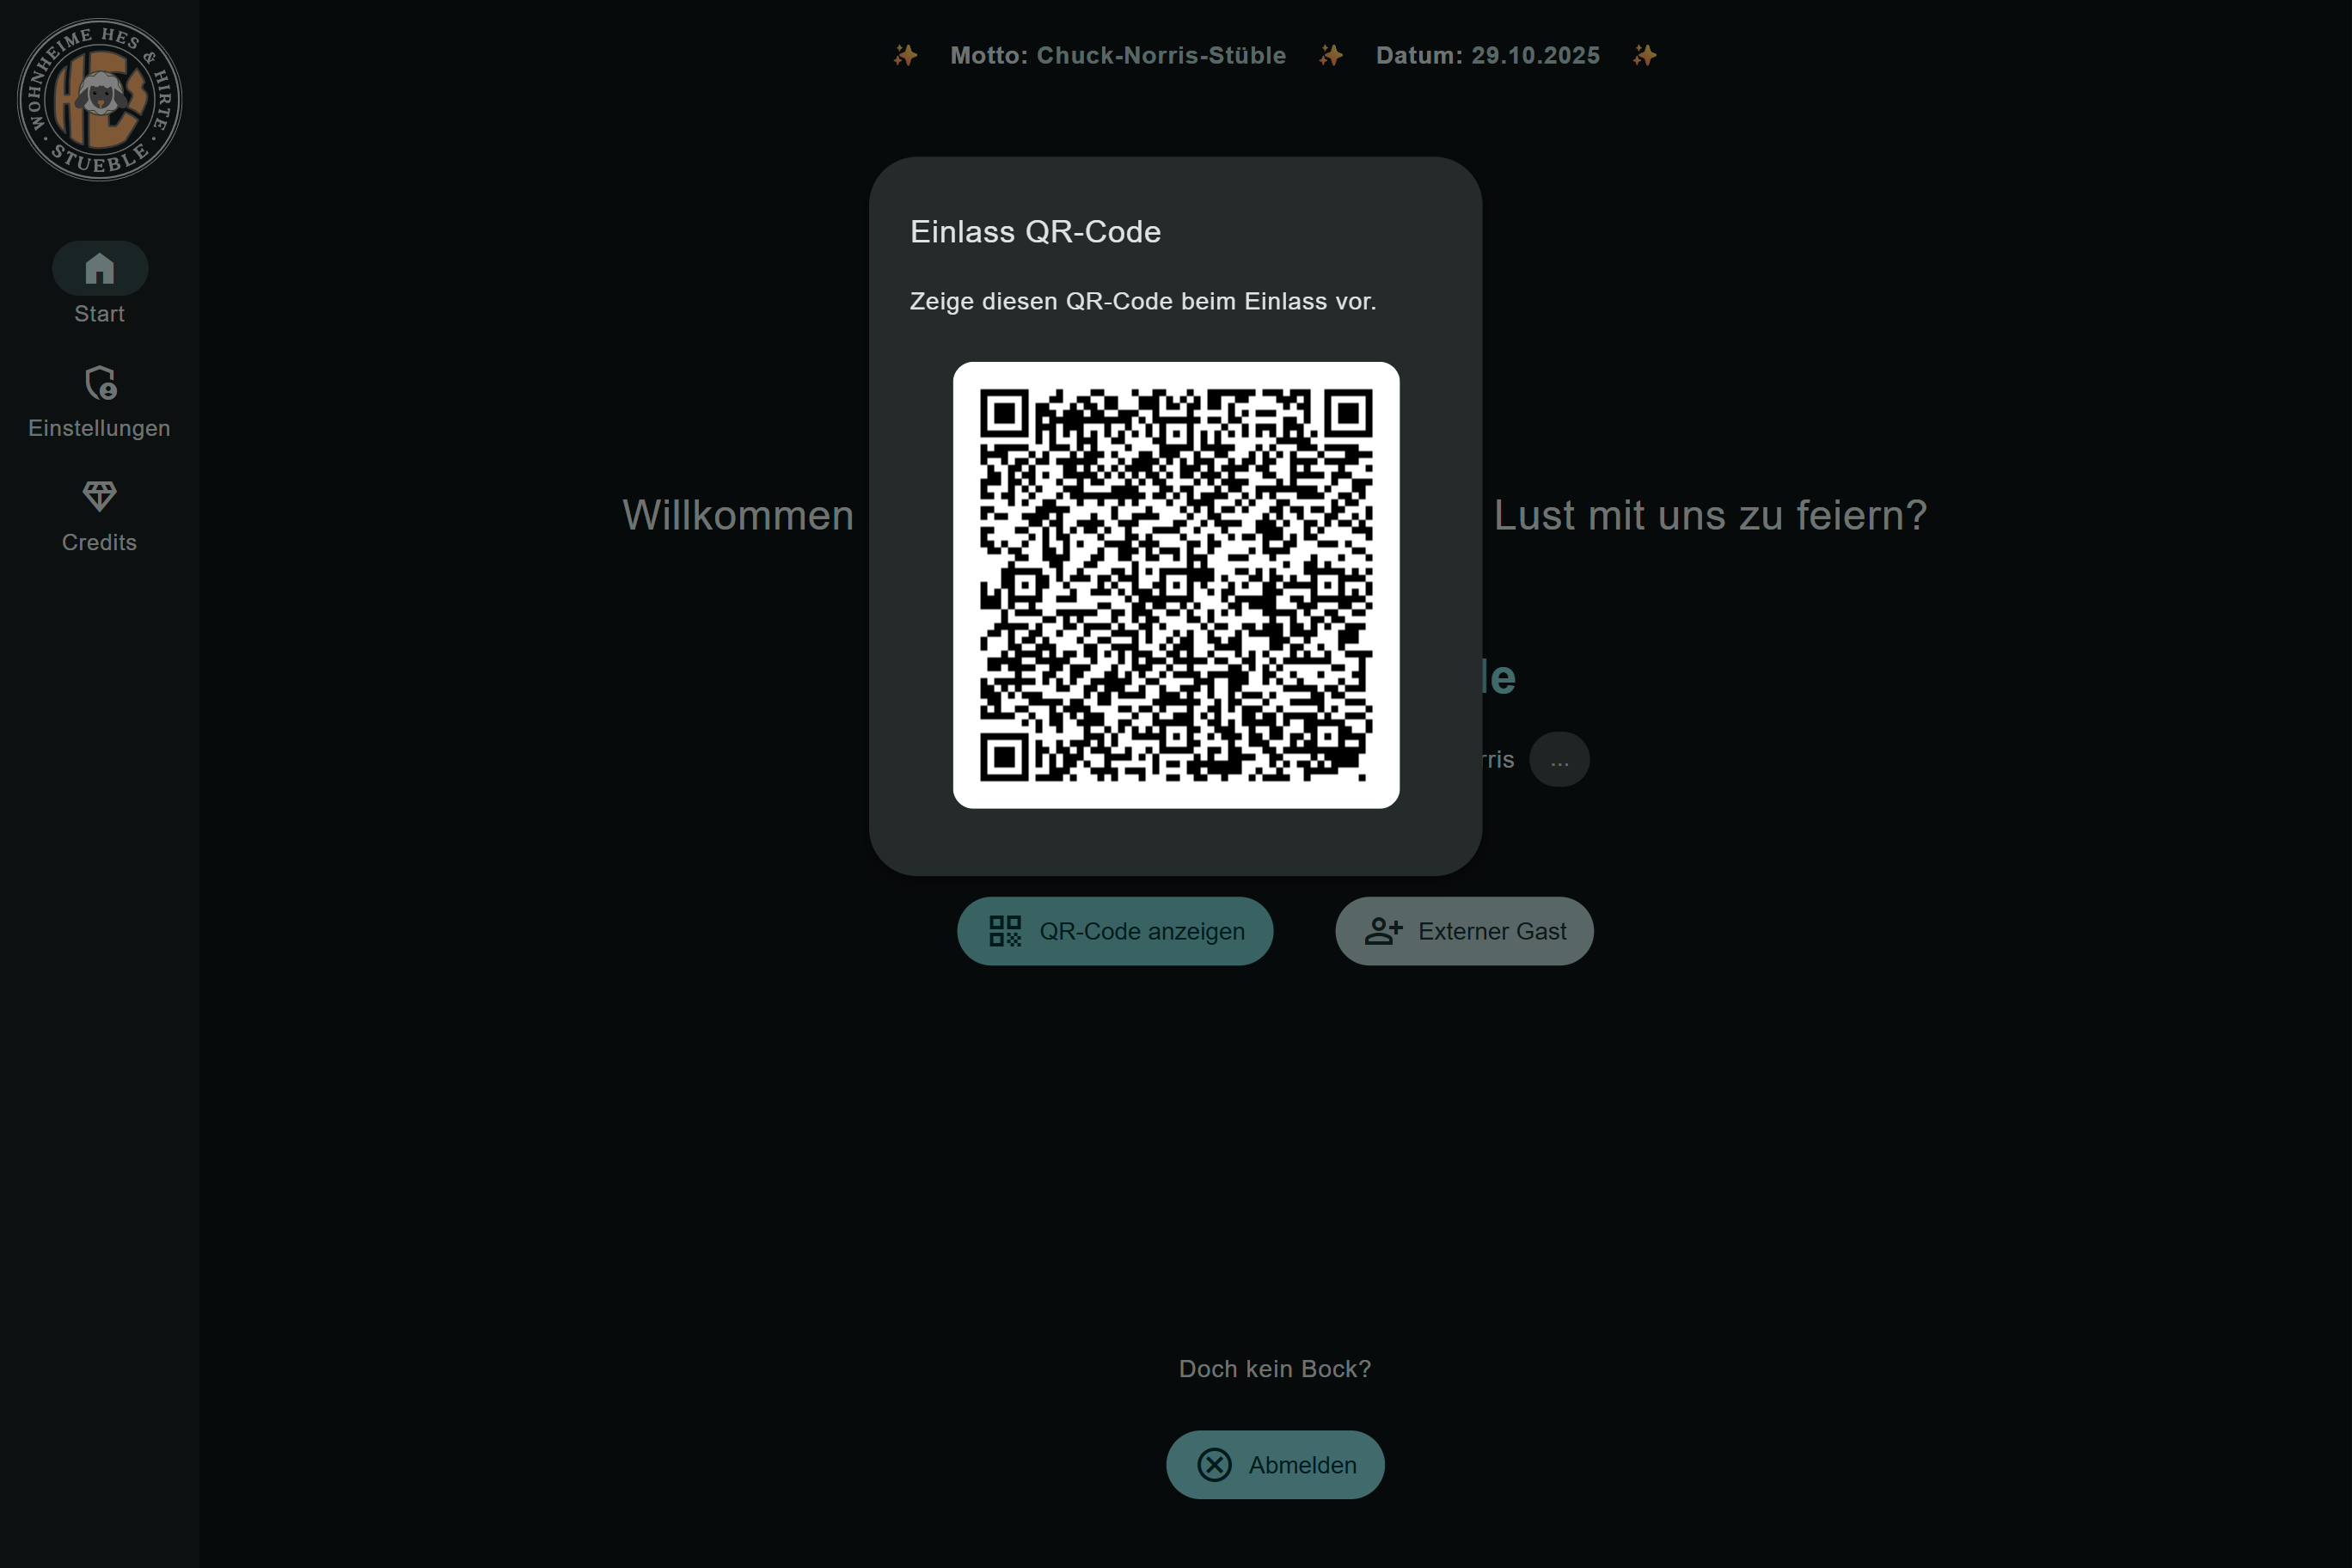 WOHNHEIME HES & HIRTE
HES
· STUEBLE ·
Motto: Chuck-Norris-Stüble
Datum: 29.10.2025
Start
Einstellungen
Credits
Einlass QR-Code
Zeige diesen QR-Code beim Einlass vor.
Willkommen
Lust mit uns zu feiern?
le
rris
...
QR-Code anzeigen
Externer Gast
Doch kein Bock?
Abmelden